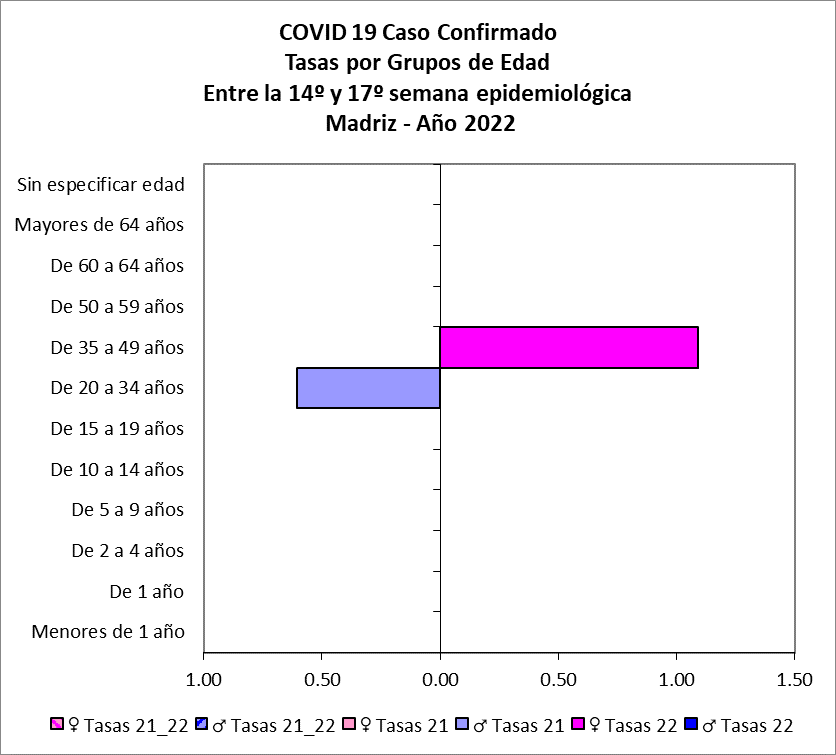 COVID 19 Caso Confirmado
Tasas por Grupos de Edad
Entre la 14º y 17º semana epidemiológica
Madriz - Año 2022
Sin especificar edad
Mayores de 64 años
De 60 a 64 años
De 50 a 59 años
De 35 a 49 años
De 20 a 34 años
De 15 a 19 años
De 10 a 14 años
De 5 a 9 años
De 2 a 4 años
De 1 año
Menores de 1 año
1.00 0.50 0.00 0.50 1.00 1.50
♀ Tasas 21_22 ♂ Tasas 21_22 ♀ Tasas 21 ♂ Tasas 21 ♀ Tasas 22 ♂ Tasas 22